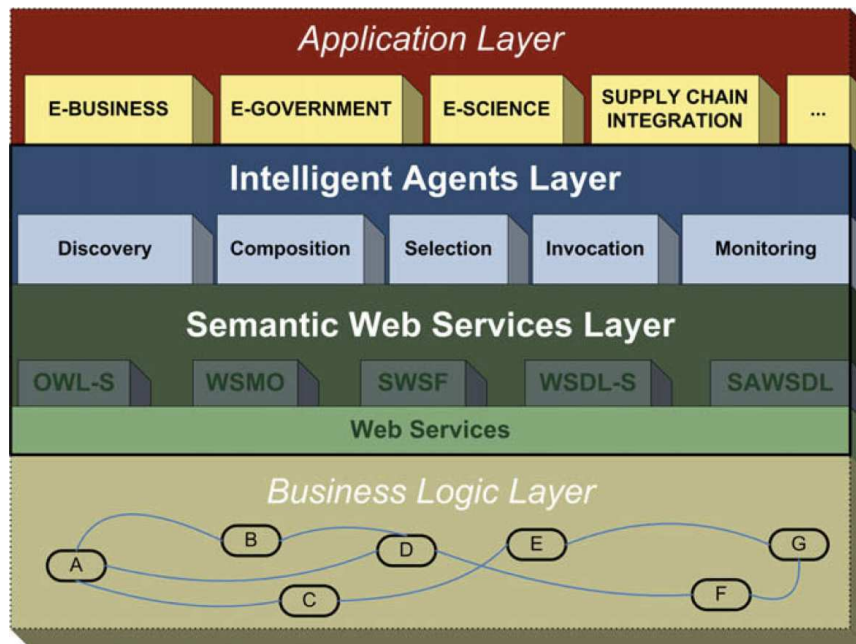 Application Layer
E-BUSINESS
E-GOVERNMENT
E-SCIENCE
SUPPLY CHAIN
INTEGRATION
...
Intelligent Agents Layer
Discovery
Composition
Selection
Invocation
Monitoring
Semantic Web Services Layer
OWL-S
WSMO
SWSF
WSDL-S
SAWSDL
Web Services
Business Logic Layer
A
B
C
D
E
F
G